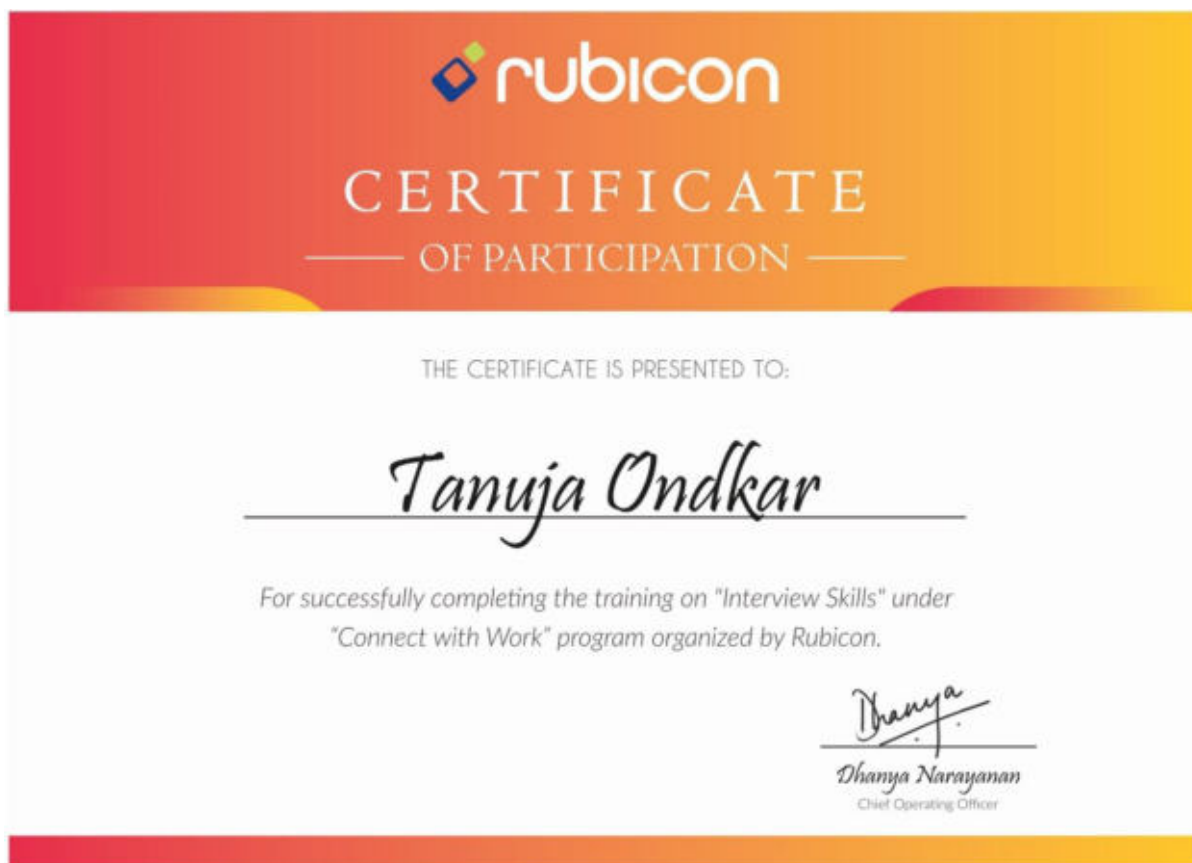 rubicon
CERTIFICATE
OF PARTICIPATION
THE CERTIFICATE IS PRESENTED TO:
Tanuja Ondkar
For successfully completing the training on "Interview Skills" under
"Connect with Work" program organized by Rubicon.
Dhanya
Dhanya Narayanan
Chief Operating Officer